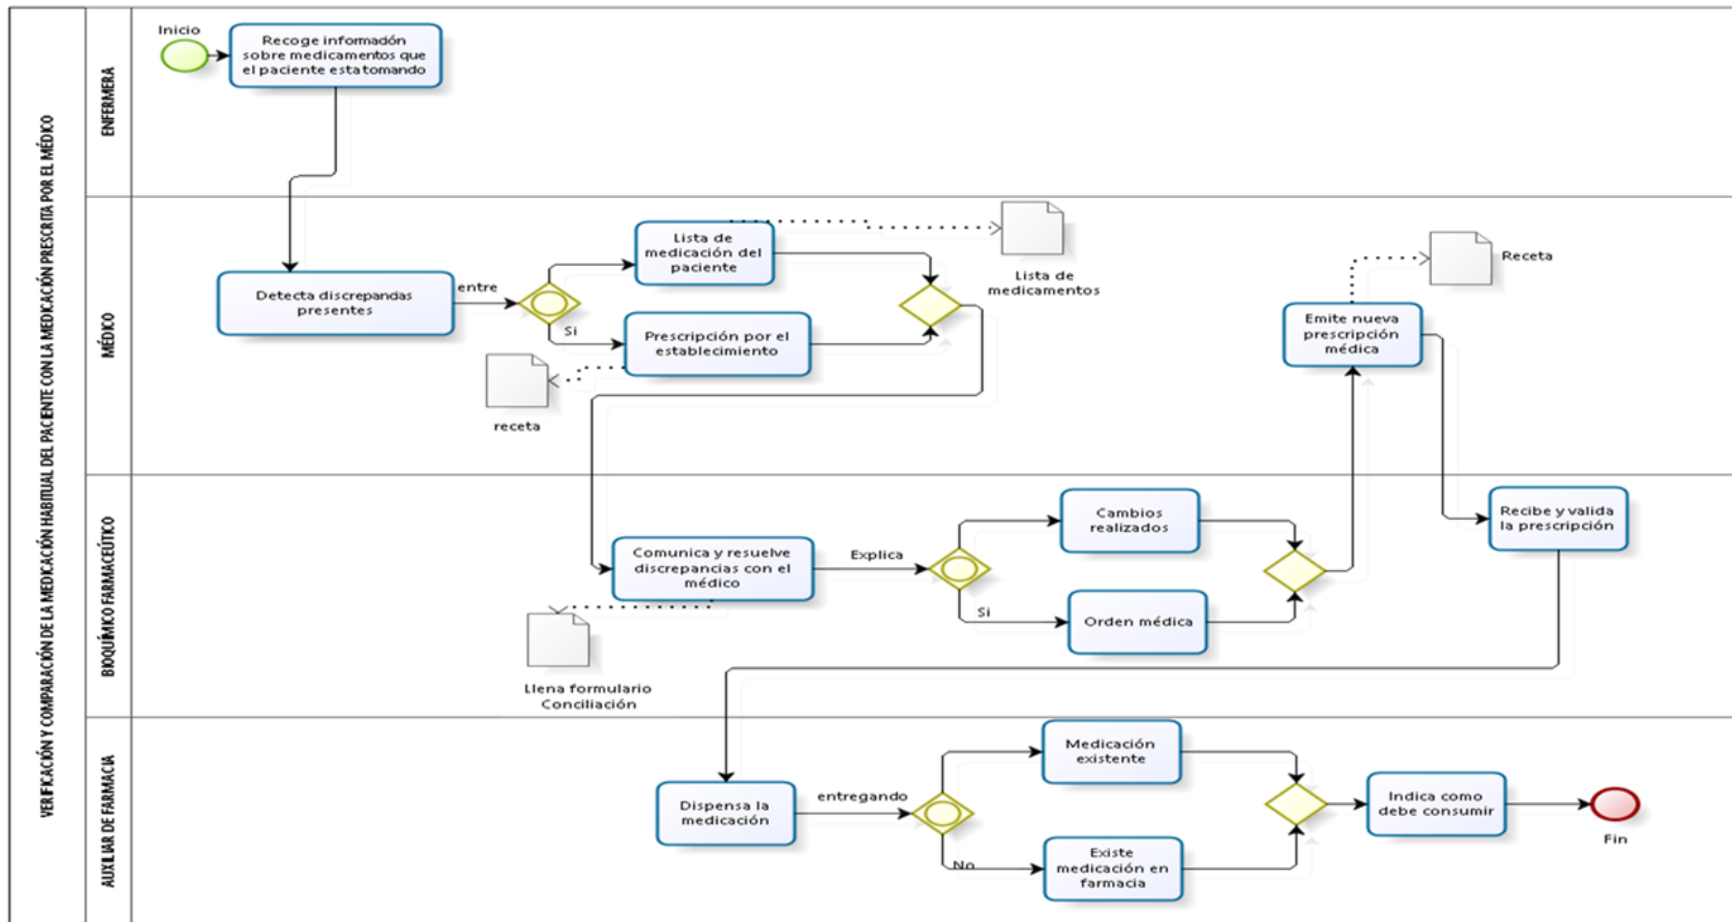 VERIFICACIÓN Y COMPARACIÓN DE LA MEDICACIÓN HABITUAL DEL PACIENTE CON LA MEDICACIÓN PRESCRITA POR EL MÉDICO
ENFERMERA
Inicio
Recoge información
sobre medicamentos que
el paciente esta tomando
MÉDICO
Detecta discrepandas
presentes
entre
Si
Lista de
medicación del
paciente
Prescripción por el
establecimiento
receta
Lista de
medicamentos
Emite nueva
prescripción
médica
Receta
BIOQUÍMICO FARMACEÚTICO
Comunica y resuelve
discrepancias con el
médico
Llena formulario
Conciliación
Explica
Si
Cambios
realizados
Orden médica
Recibe y valida
la prescripción
AUXILIAR DE FARMACIA
Dispensa la
medicación
entregando
No
Medicación
existente
Existe
medicación en
farmacia
Indica como
debe consumir
Fin